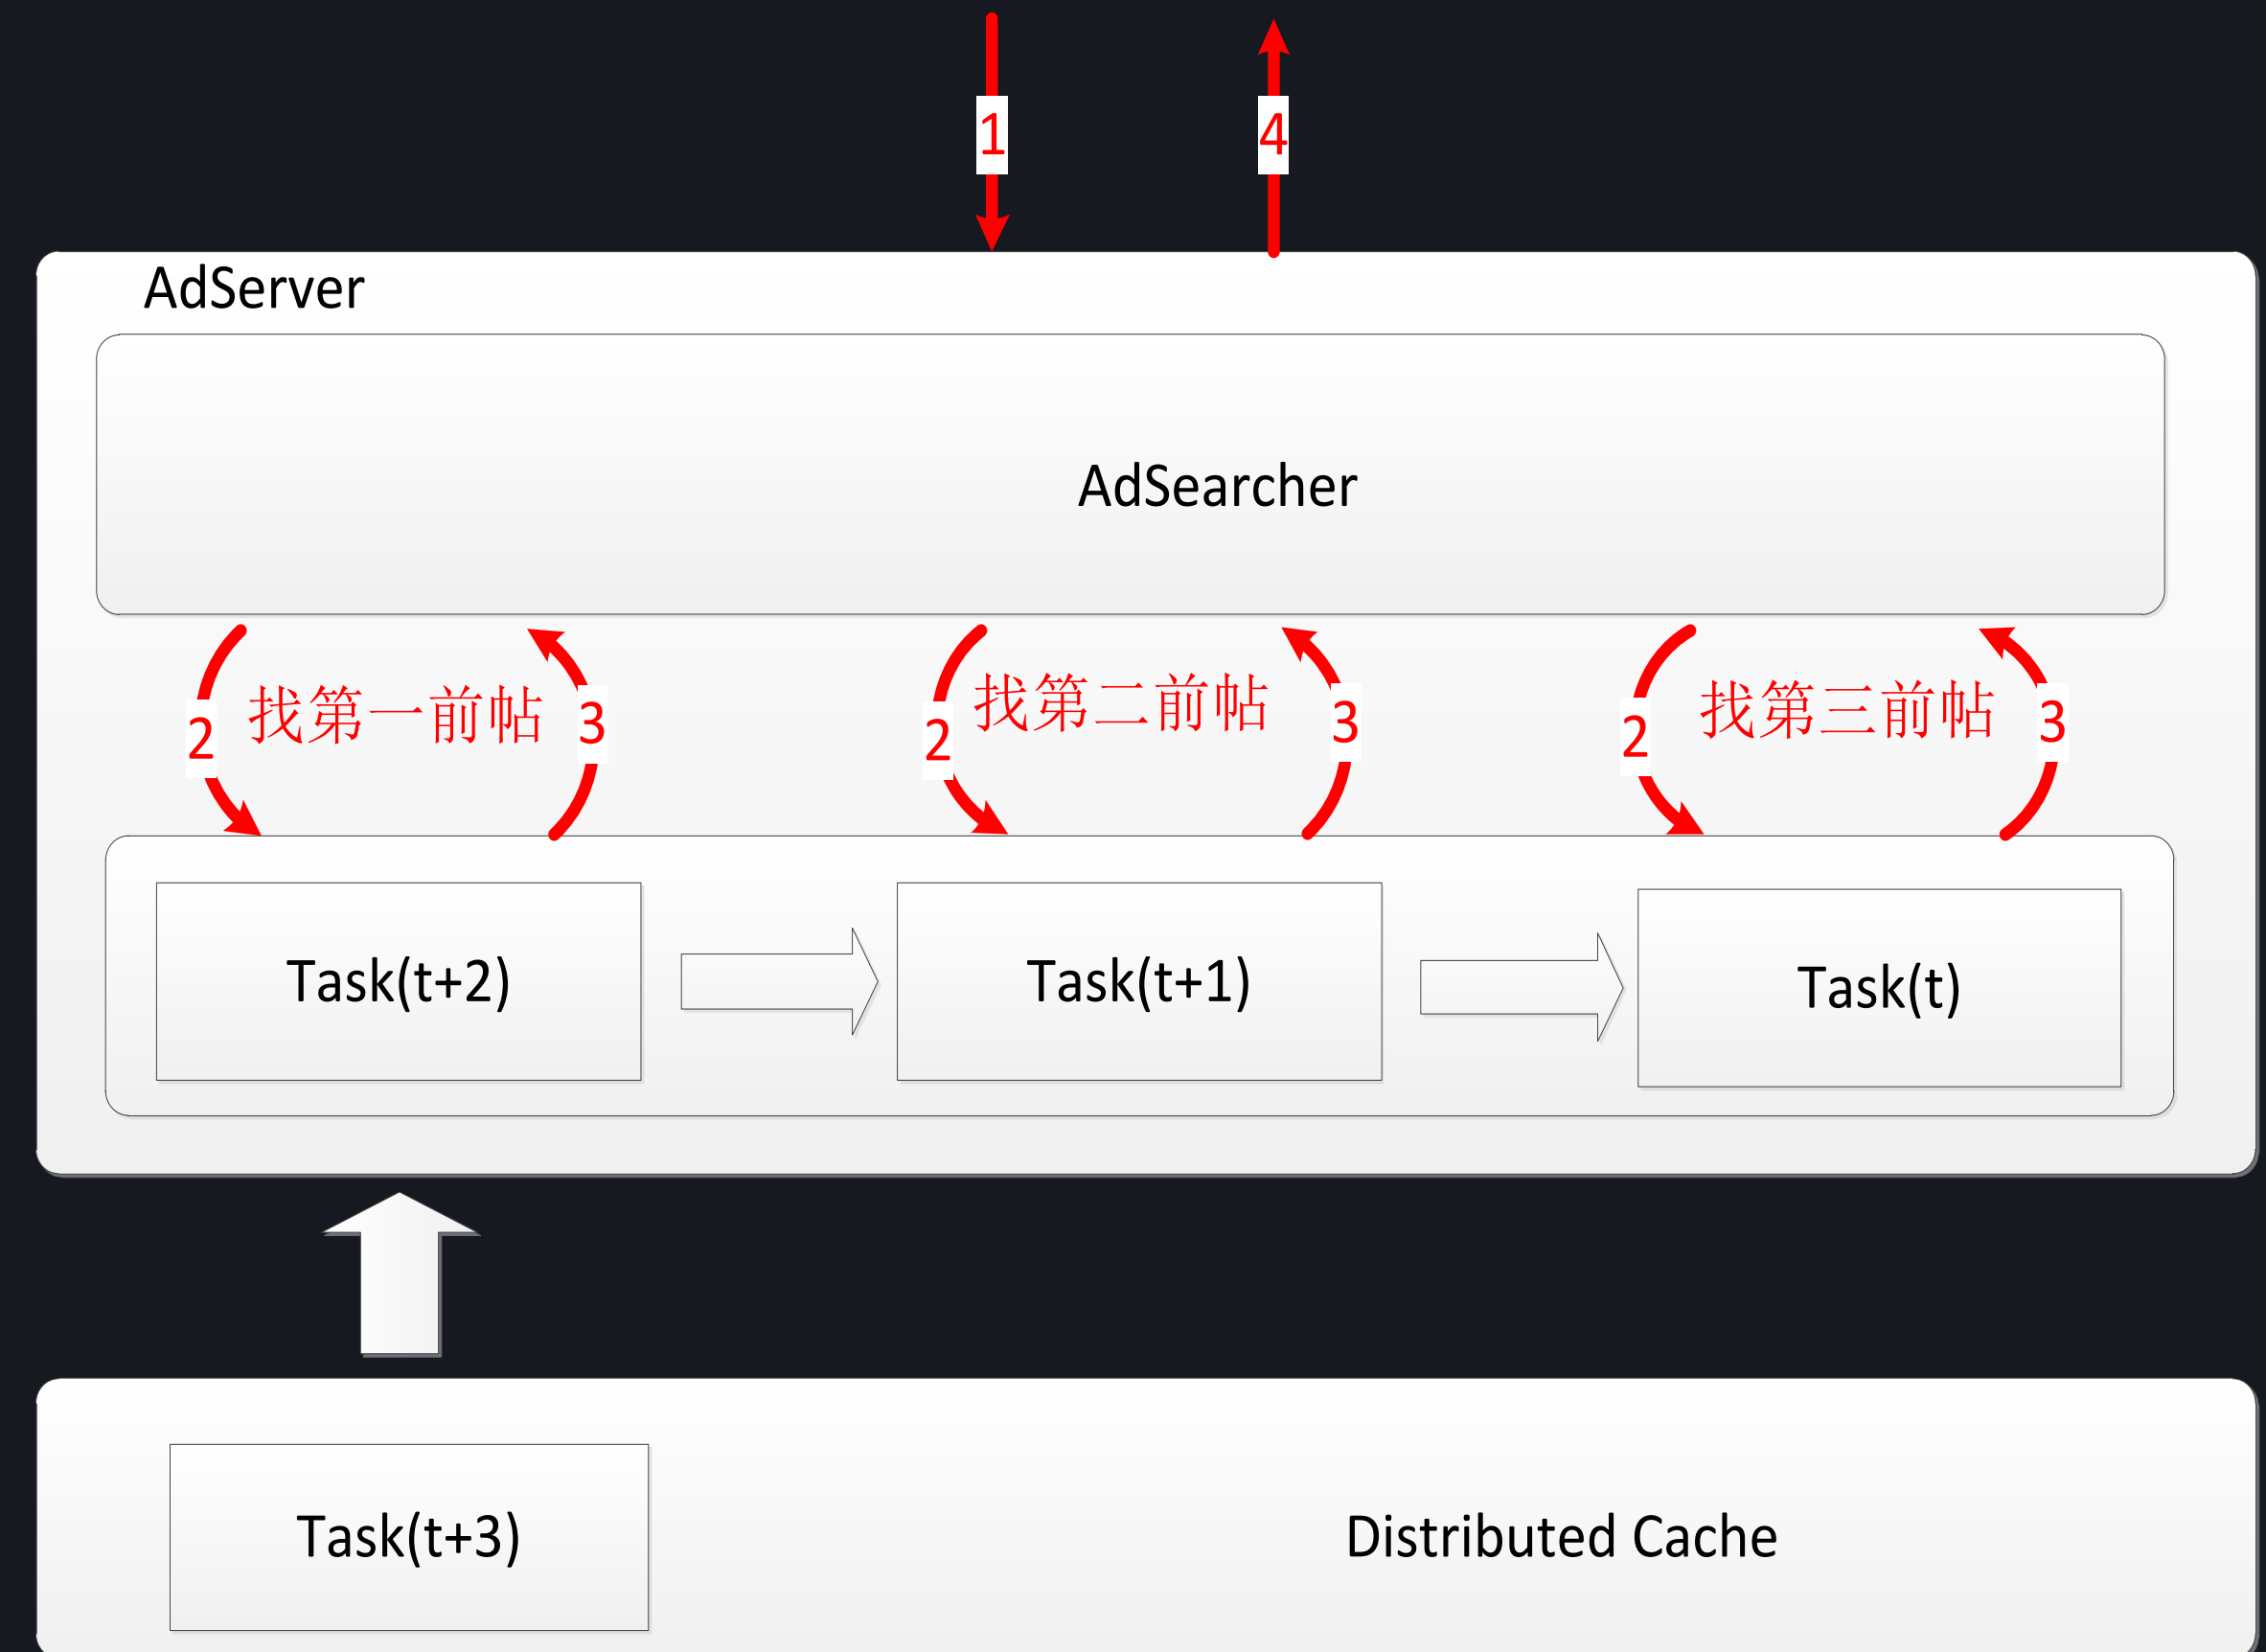 1
4
AdServer
AdSearcher
2
找第一前帖
3
2
找第二前帖
3
2
找第三前帖
3
Task(t+2)
Task(t+1)
Task(t)
Task(t+3)
Distributed Cache